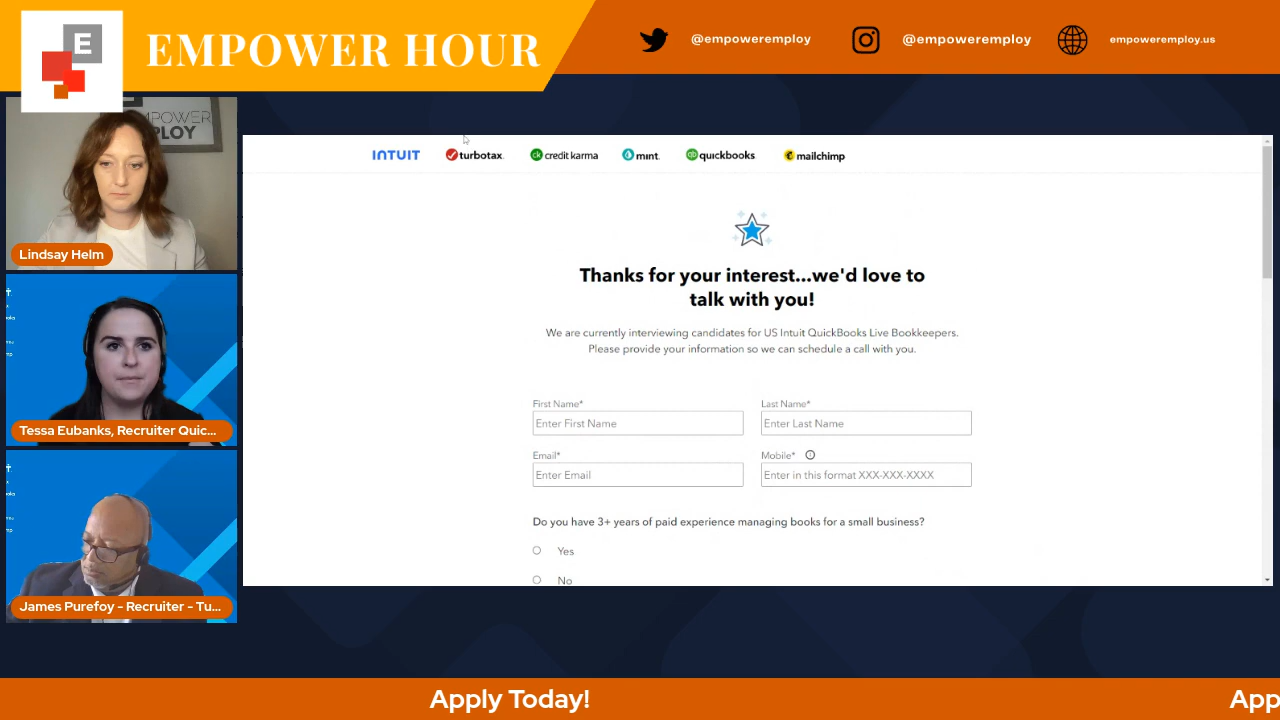 E
EMPOWER HOUR
@empoweremploy
@empoweremploy
empoweremploy.us
MPOWER
PLOY
Lindsay Helm
Tessa Eubanks, Recruiter Quic...
James Purefoy - Recruiter - Tu...
INTUIT turbotax credit karma mint quickbooks mailchimp
Thanks for your interest...we'd love to
talk with you!
We are currently interviewing candidates for US Intuit QuickBooks Live Bookkeepers.
Please provide your information so we can schedule a call with you.
First Name*
Last Name*
Enter First Name
Enter Last Name
Email*
Mobile*
Enter Email
Enter in this format XXX-XXX-XXXX
Do you have 3+ years of paid experience managing books for a small business?
Yes
No
Apply Today!
App